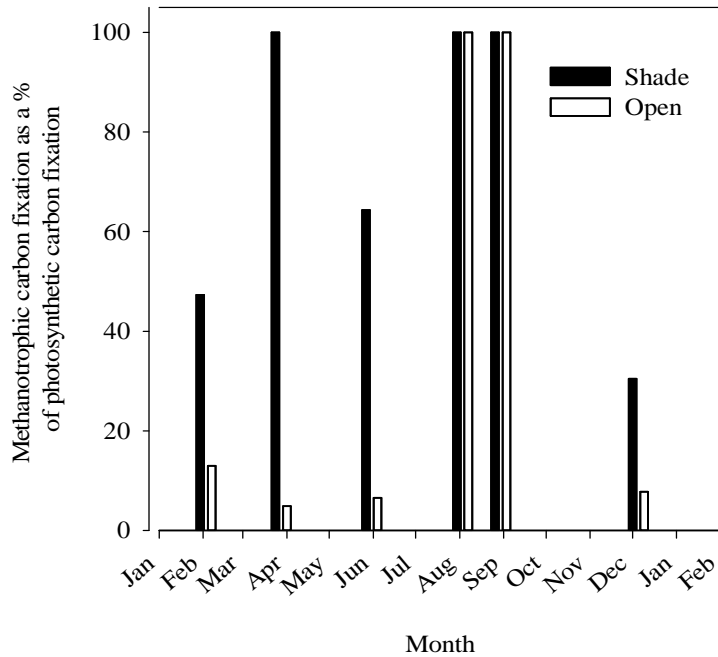 Methanotrophic carbon fixation as a %
of photosynthetic carbon fixation
100
80
60
40
20
0
Shade
Open
Jan
Feb
Mar
Apr
May
Jun
Jul
Aug
Sep
Oct
Nov
Dec
Jan
Feb
Month